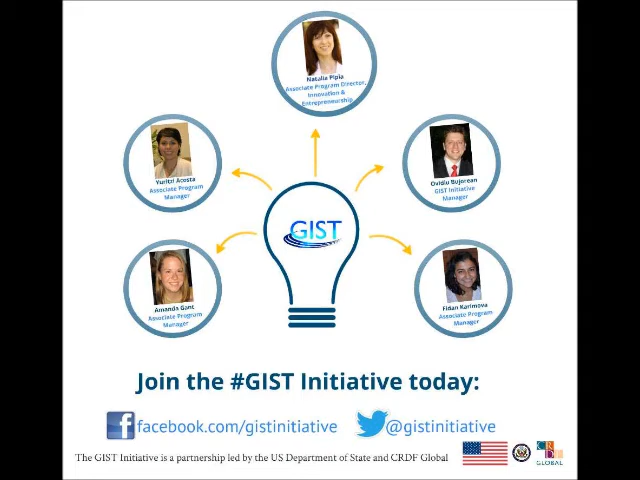 Natalia Pipia
Associate Program Director,
Innovation &
Entrepreneurship
Yuritzi Acosta
Associate Program
Manager
Ovidiu Bujorean
GIST Initiative
Manager
GIST
Amanda Ganz
Associate Program
Manager
Fidan Karimova
Associate Program
Manager
Join the #GIST Initiative today:
facebook.com/gistinitiative
@gistinitiative
The GIST Initiative is a partnership led by the US Department of State and CRDF Global
CRDF
GLOBAL